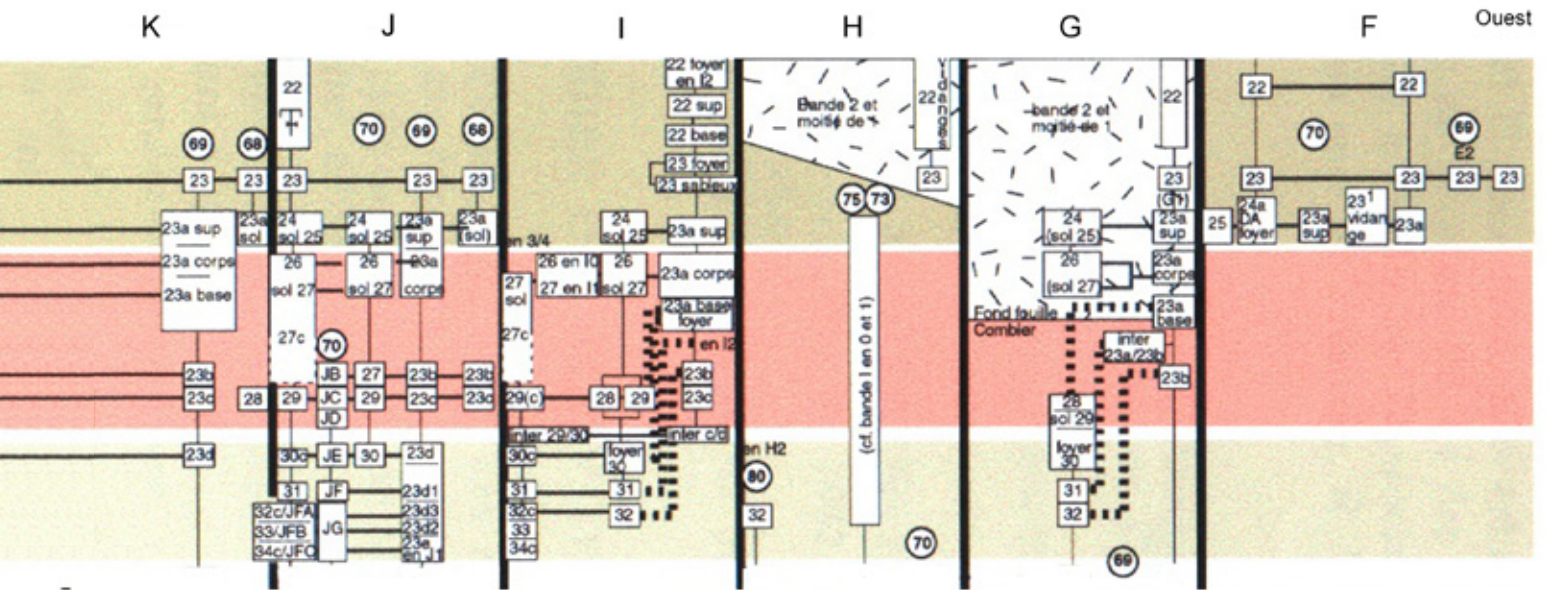 Ouest
K J I H G F
69
68
23
23
23a sup
23a
sol
23a corps
23a base
23b
23c
28
23d
22
70
69
68
23
23
23
24
sol 25
24
sol 25
23a
sup
23a
(sol)
26
sol 27
26
sol 27
23a
corps
27c
70
JB
27
23b
23b
29
JC
29
23c
23c
JD
30c
JE
30
23d
31
JF
23d1
32c/JFA
23d3
33/JFB
JG
23d2
34c/JFC
23e
en J1
22 foyer
en I2
22 sup
22 base
23 foyer
23 sableux
24
sol 25
23a sup
en 3/4
26 en I0
27 en I1
26
sol 27
23a corps
27
sol
27c
23a base
foyer
en I2
23b
29(c)
28
29
23c
inter 29/30
inter c/d
30c
foyer
30
31
31
32c
32
33
34c
Bande 2 et
moitié de 1
22
vidanges
23
75
73
(cf. bande I en 0 et 1)
en H2
80
32
70
bande 2 et
moitié de 1
22
23
(G1)
24
(sol 25)
23a
sup
26
(sol 27)
23a
corps
23a
base
Fond fouille
Combier
inter
23a/23b
23b
28
sol 29
foyer
30
31
32
69
22
22
70
69
E2
23
23
23
23
25
24a
DA
foyer
23a
sup
23¹
vidan
ge
23a